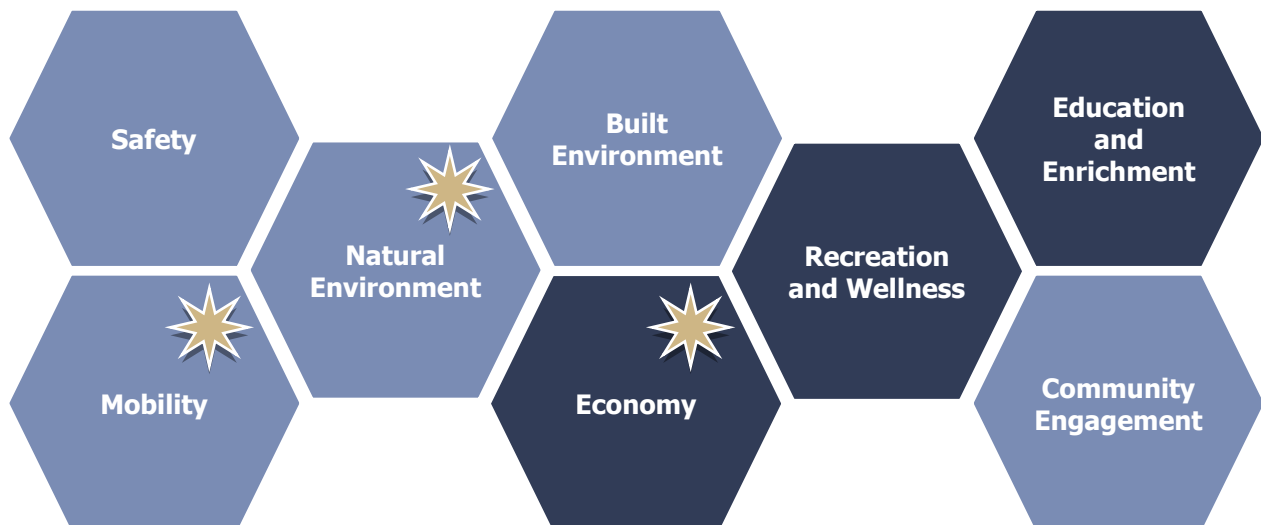 Safety
Mobility
Natural
Environment
Built
Environment
Economy
Recreation
and Wellness
Education
and
Enrichment
Community
Engagement